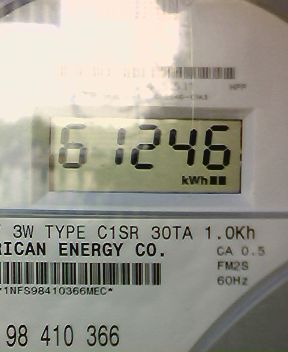 61246
kWh
3W TYPE C1SR 30TA 1.0Kh
RICAN ENERGY CO.
CA 0.5
FM2S
60Hz
*1NFS98410366MEC*
98 410 366